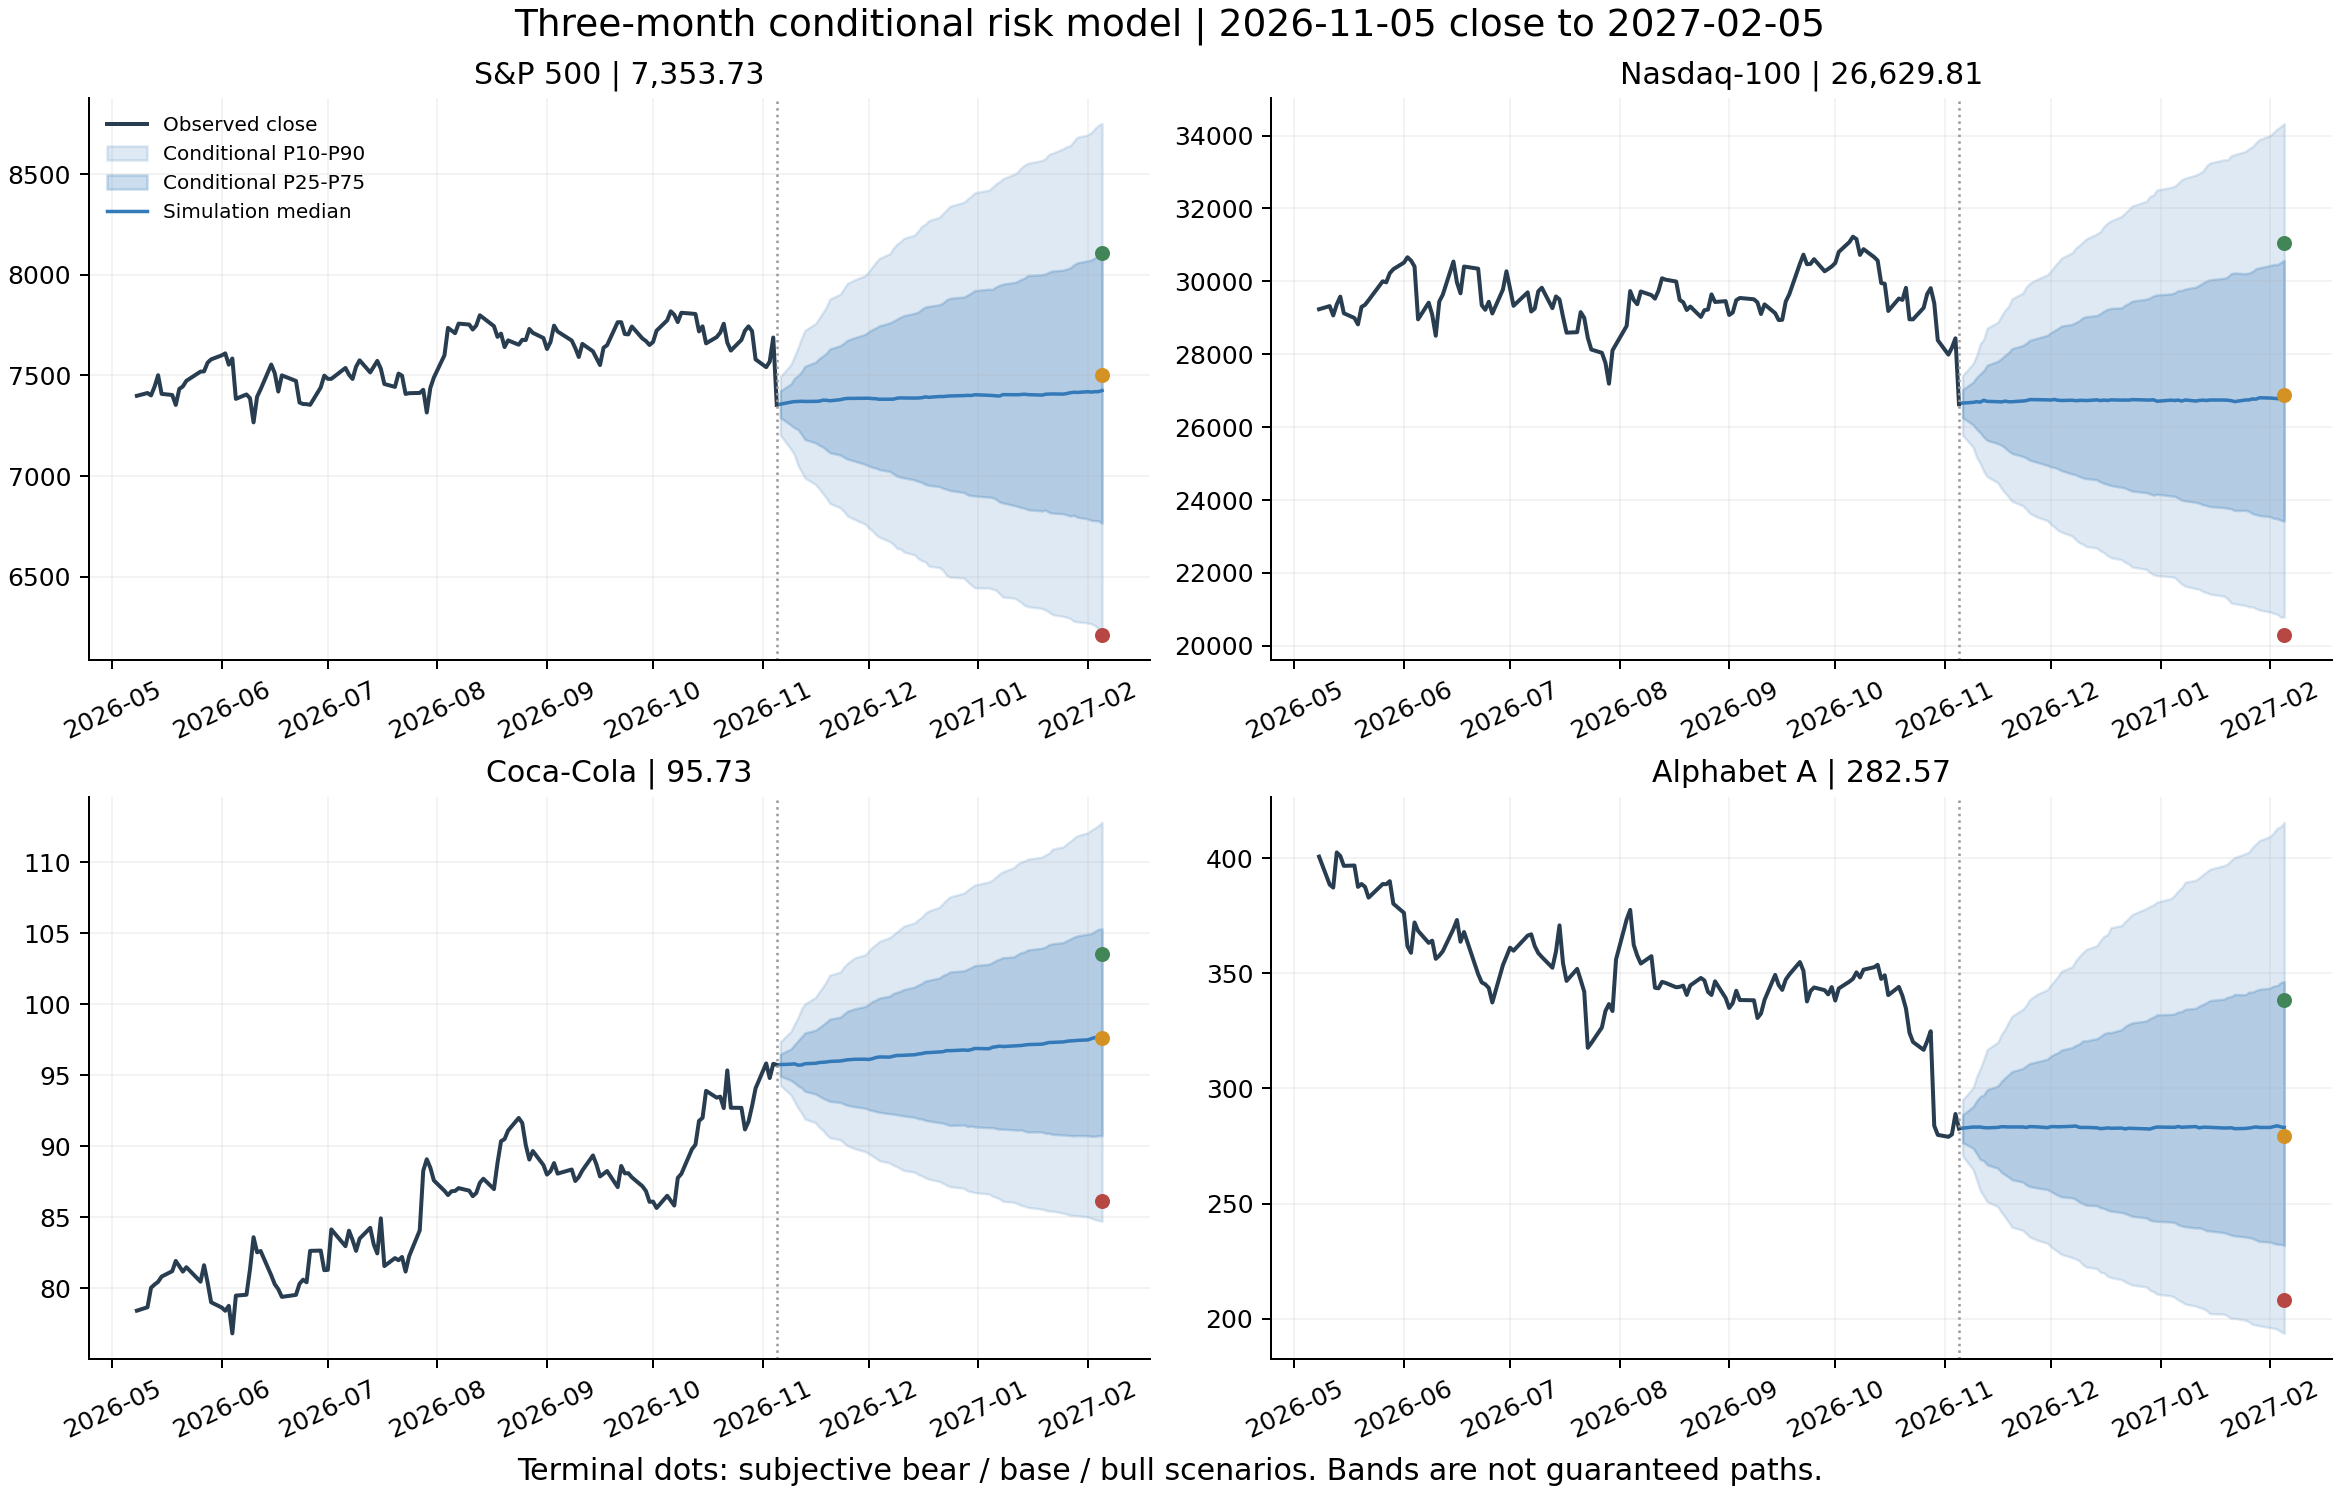 Three-month conditional risk model | 2026-11-05 close to 2027-02-05
S&P 500 | 7,353.73
Observed close
Conditional P10-P90
Conditional P25-P75
Simulation median
8500
8000
7500
7000
6500
2026-05 2026-06 2026-07 2026-08 2026-09 2026-10 2026-11 2026-12 2027-01 2027-02
Nasdaq-100 | 26,629.81
34000
32000
30000
28000
26000
24000
22000
20000
2026-05 2026-06 2026-07 2026-08 2026-09 2026-10 2026-11 2026-12 2027-01 2027-02
Coca-Cola | 95.73
110
105
100
95
90
85
80
2026-05 2026-06 2026-07 2026-08 2026-09 2026-10 2026-11 2026-12 2027-01 2027-02
Alphabet A | 282.57
400
350
300
250
200
2026-05 2026-06 2026-07 2026-08 2026-09 2026-10 2026-11 2026-12 2027-01 2027-02
Terminal dots: subjective bear / base / bull scenarios. Bands are not guaranteed paths.